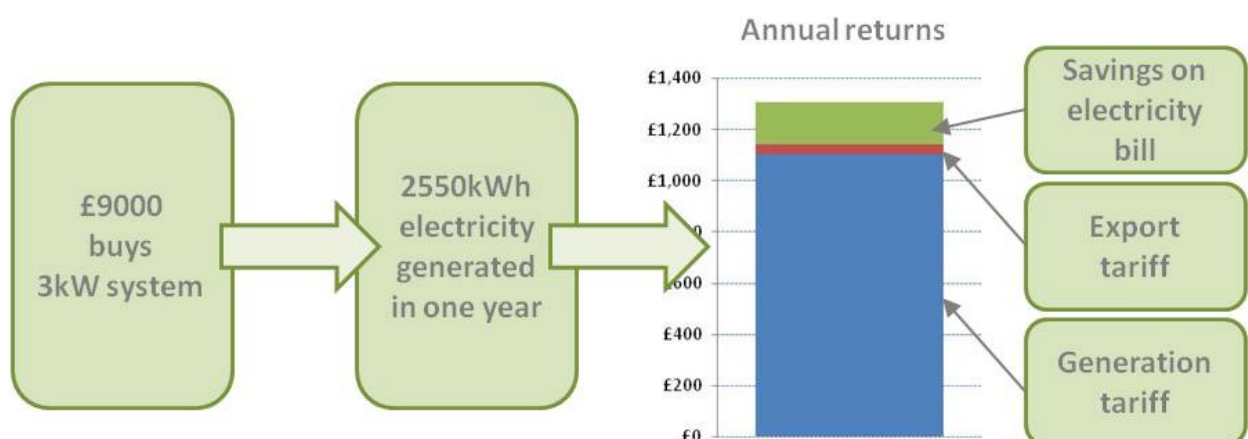 £9000
buys
3kW system
2550kWh
electricity
generated
in one year
Annual returns
£1,400
£1,200
£1,000
£400
£200
£0
Savings on
electricity
bill
Export
tariff
Generation
tariff